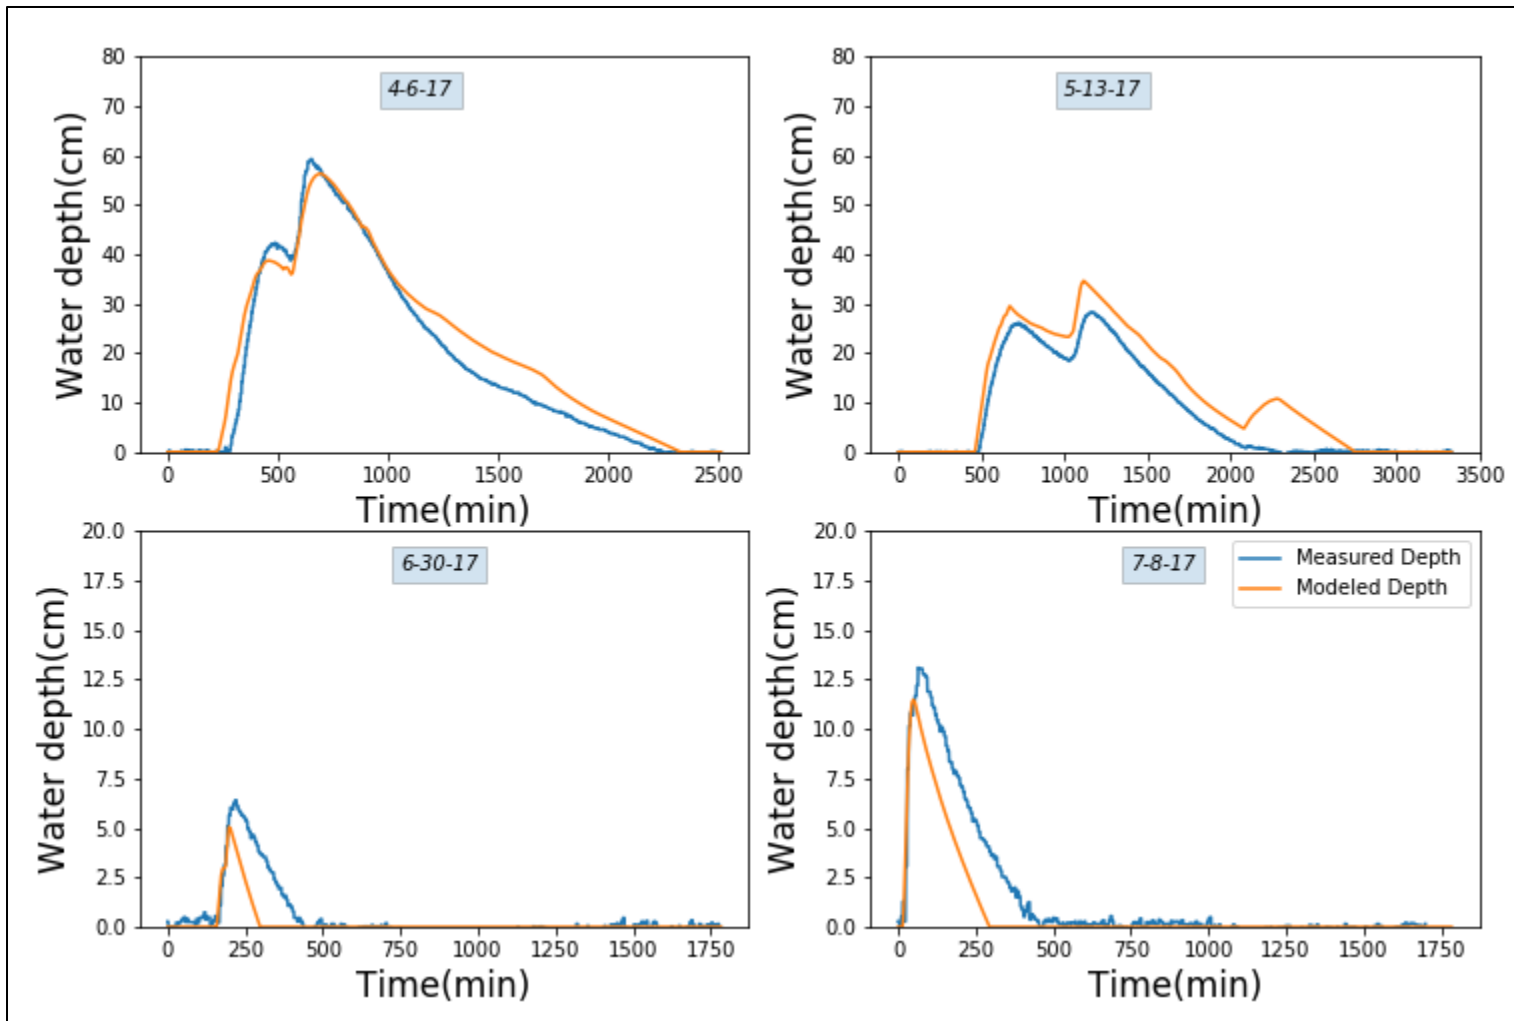 4-6-17
80
70
60
50
40
30
20
10
0
Water depth(cm)
0 500 1000 1500 2000 2500
Time(min)
5-13-17
80
70
60
50
40
30
20
10
0
Water depth(cm)
0 500 1000 1500 2000 2500 3000 3500
Time(min)
6-30-17
20.0
17.5
15.0
12.5
10.0
7.5
5.0
2.5
0.0
Water depth(cm)
0 250 500 750 1000 1250 1500 1750
Time(min)
7-8-17
Measured Depth
Modeled Depth
20.0
17.5
15.0
12.5
10.0
7.5
5.0
2.5
0.0
Water depth(cm)
0 250 500 750 1000 1250 1500 1750
Time(min)